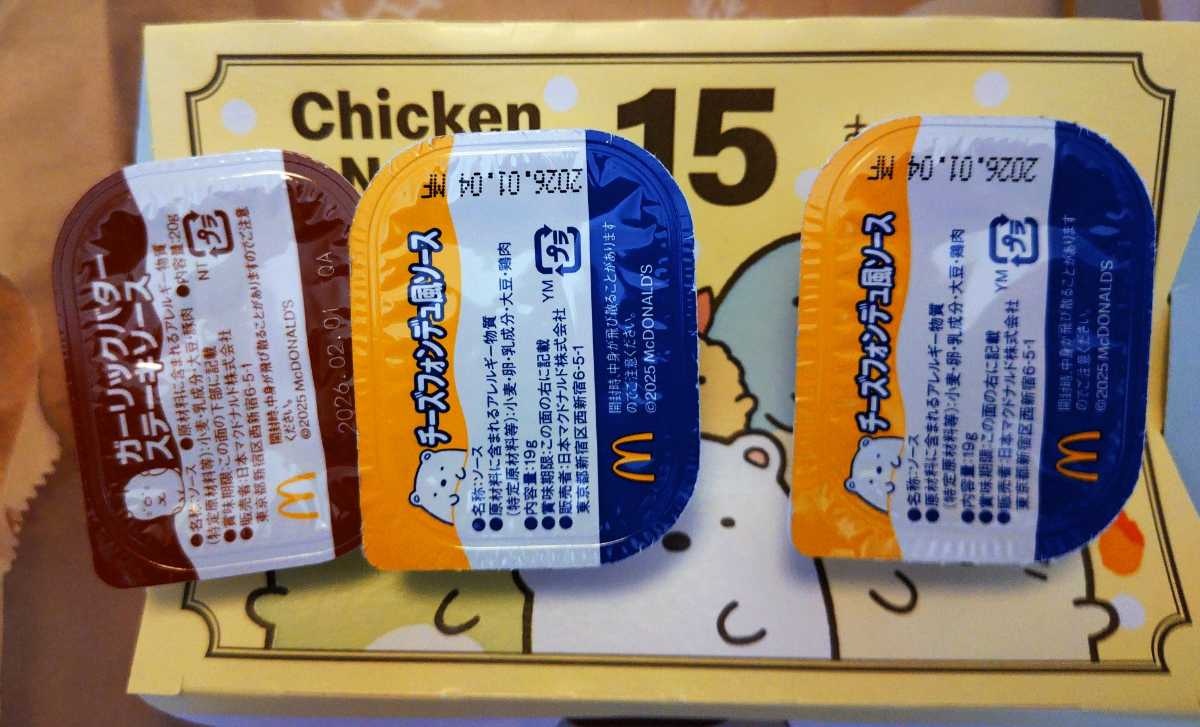 Chicken
15
ガーリックバター
ステーキソース
●名称:ソース
●原材料に含まれるアレルギー物質
(特定原材料等):小麦・乳成分・大豆・豚肉
●内容量:20g
●賞味期限:この面の下部に記載
●販売者:日本マクドナルド株式会社
東京都新宿区西新宿6-5-1
NT
プラ
開封時、中身が飛び散ることがありますのでご注意
ください。
©2025 McDONALD'S
2026.02.01 QA
チーズフォンデュ風ソース
●名称:ソース
●原材料に含まれるアレルギー物質
(特定原材料等):小麦・卵・乳成分・大豆・鶏肉
●内容量:19g
●賞味期限:この面の右に記載
●販売者:日本マクドナルド株式会社
東京都新宿区西新宿6-5-1
YM
プラ
2026.01.04 MF
開封時、中身が飛び散ることがあります
のでご注意ください。
©2025 McDONALD'S
チーズフォンデュ風ソース
●名称:ソース
●原材料に含まれるアレルギー物質
(特定原材料等):小麦・卵・乳成分・大豆・鶏肉
●内容量:19g
●賞味期限:この面の右に記載
●販売者:日本マクドナルド株式会社
東京都新宿区西新宿6-5-1
YM
プラ
2026.01.04 MF
開封時、中身が飛び散ることがあります
のでご注意ください。
©2025 McDONALD'S